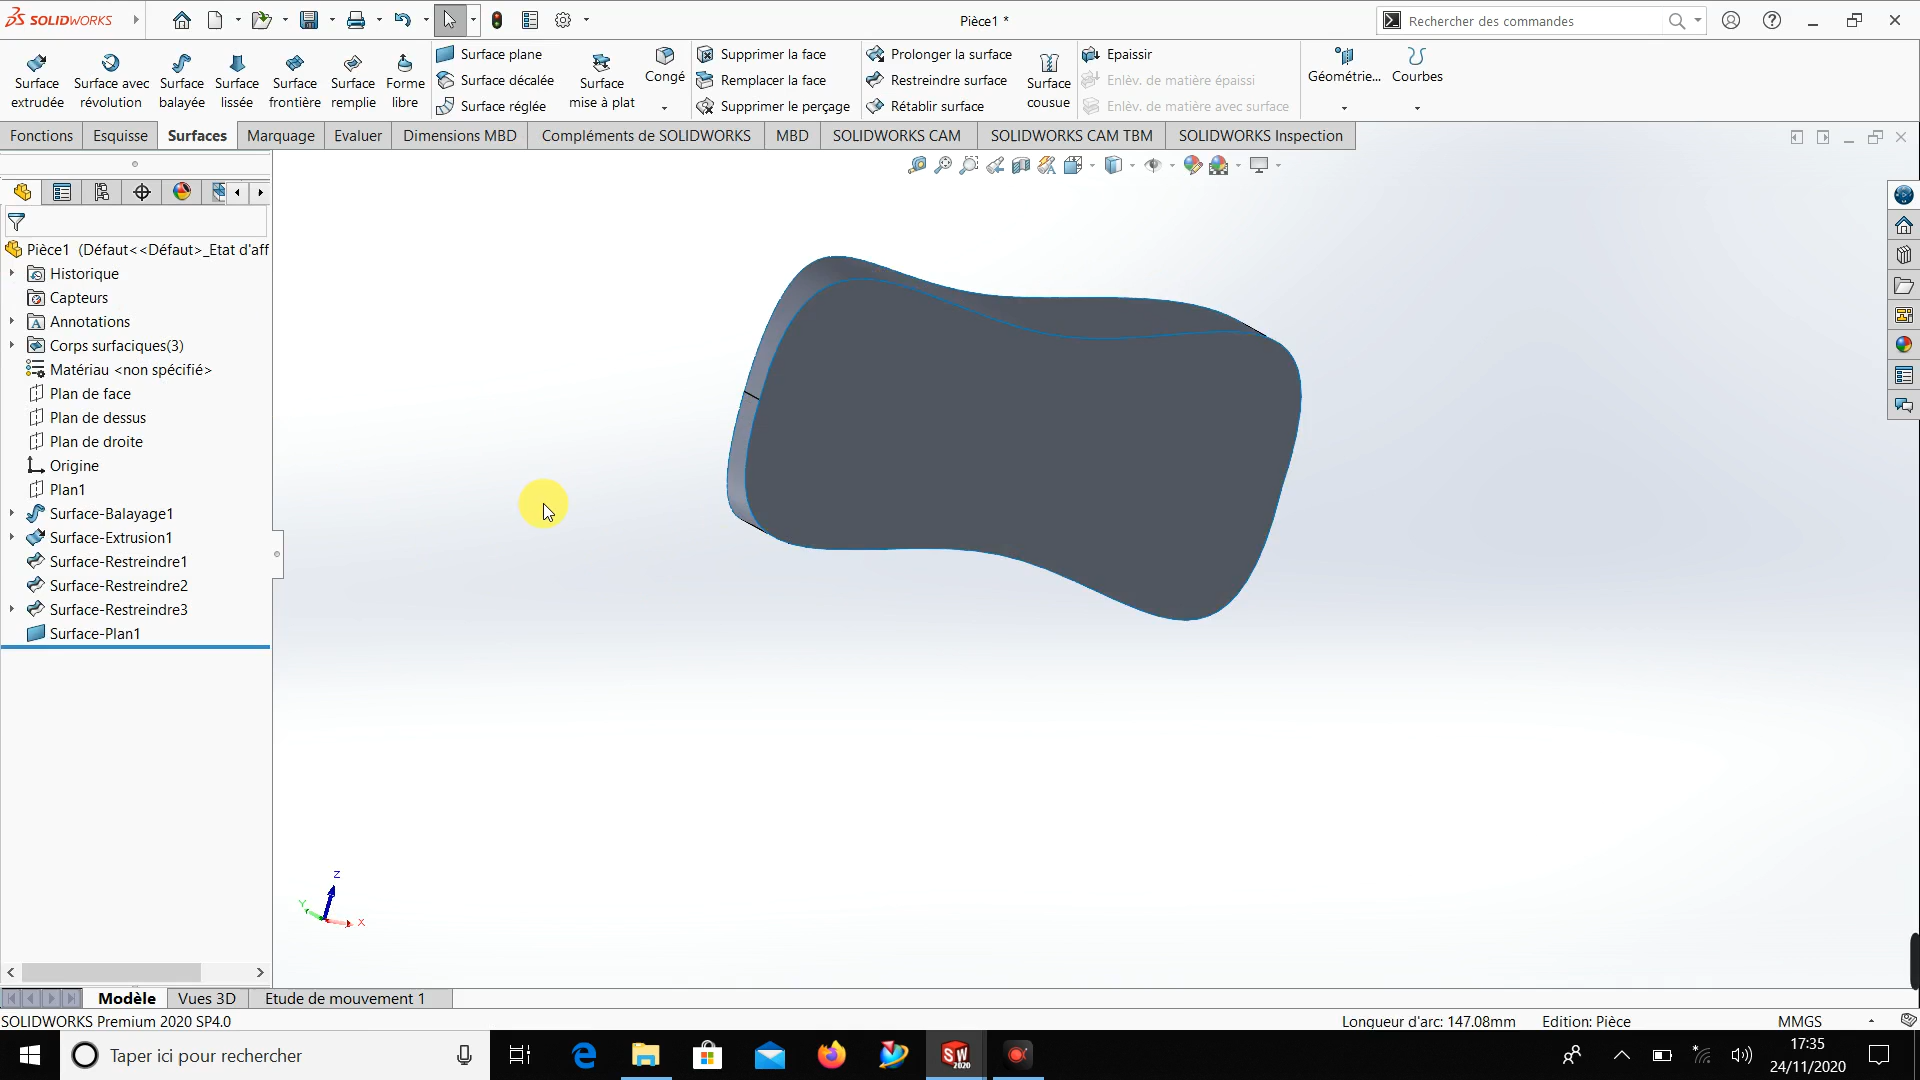 SOLIDWORKS
Pièce1 *
Rechercher des commandes
Surface extrudée
Surface avec révolution
Surface balayée
Surface lissée
Surface frontière
Surface remplie
Forme libre
Surface plane
Surface décalée
Surface réglée
Surface mise à plat
Congé
Supprimer la face
Remplacer la face
Supprimer le perçage
Prolonger la surface
Restreindre surface
Rétablir surface
Surface cousue
Epaissir
Enlèv. de matière épaissi
Enlèv. de matière avec surface
Géométrie...
Courbes
Fonctions
Esquisse
Surfaces
Marquage
Evaluer
Dimensions MBD
Compléments de SOLIDWORKS
MBD
SOLIDWORKS CAM
SOLIDWORKS CAM TBM
SOLIDWORKS Inspection
Pièce1 (Défaut<<Défaut>_Etat d'aff
Historique
Capteurs
Annotations
Corps surfaciques(3)
Matériau <non spécifié>
Plan de face
Plan de dessus
Plan de droite
Origine
Plan1
Surface-Balayage1
Surface-Extrusion1
Surface-Restreindre1
Surface-Restreindre2
Surface-Restreindre3
Surface-Plan1
Z
Y
X
Modèle
Vues 3D
Etude de mouvement 1
SOLIDWORKS Premium 2020 SP4.0
Longueur d'arc: 147.08mm
Edition: Pièce
MMGS
Taper ici pour rechercher
SW
2020
17:35
24/11/2020